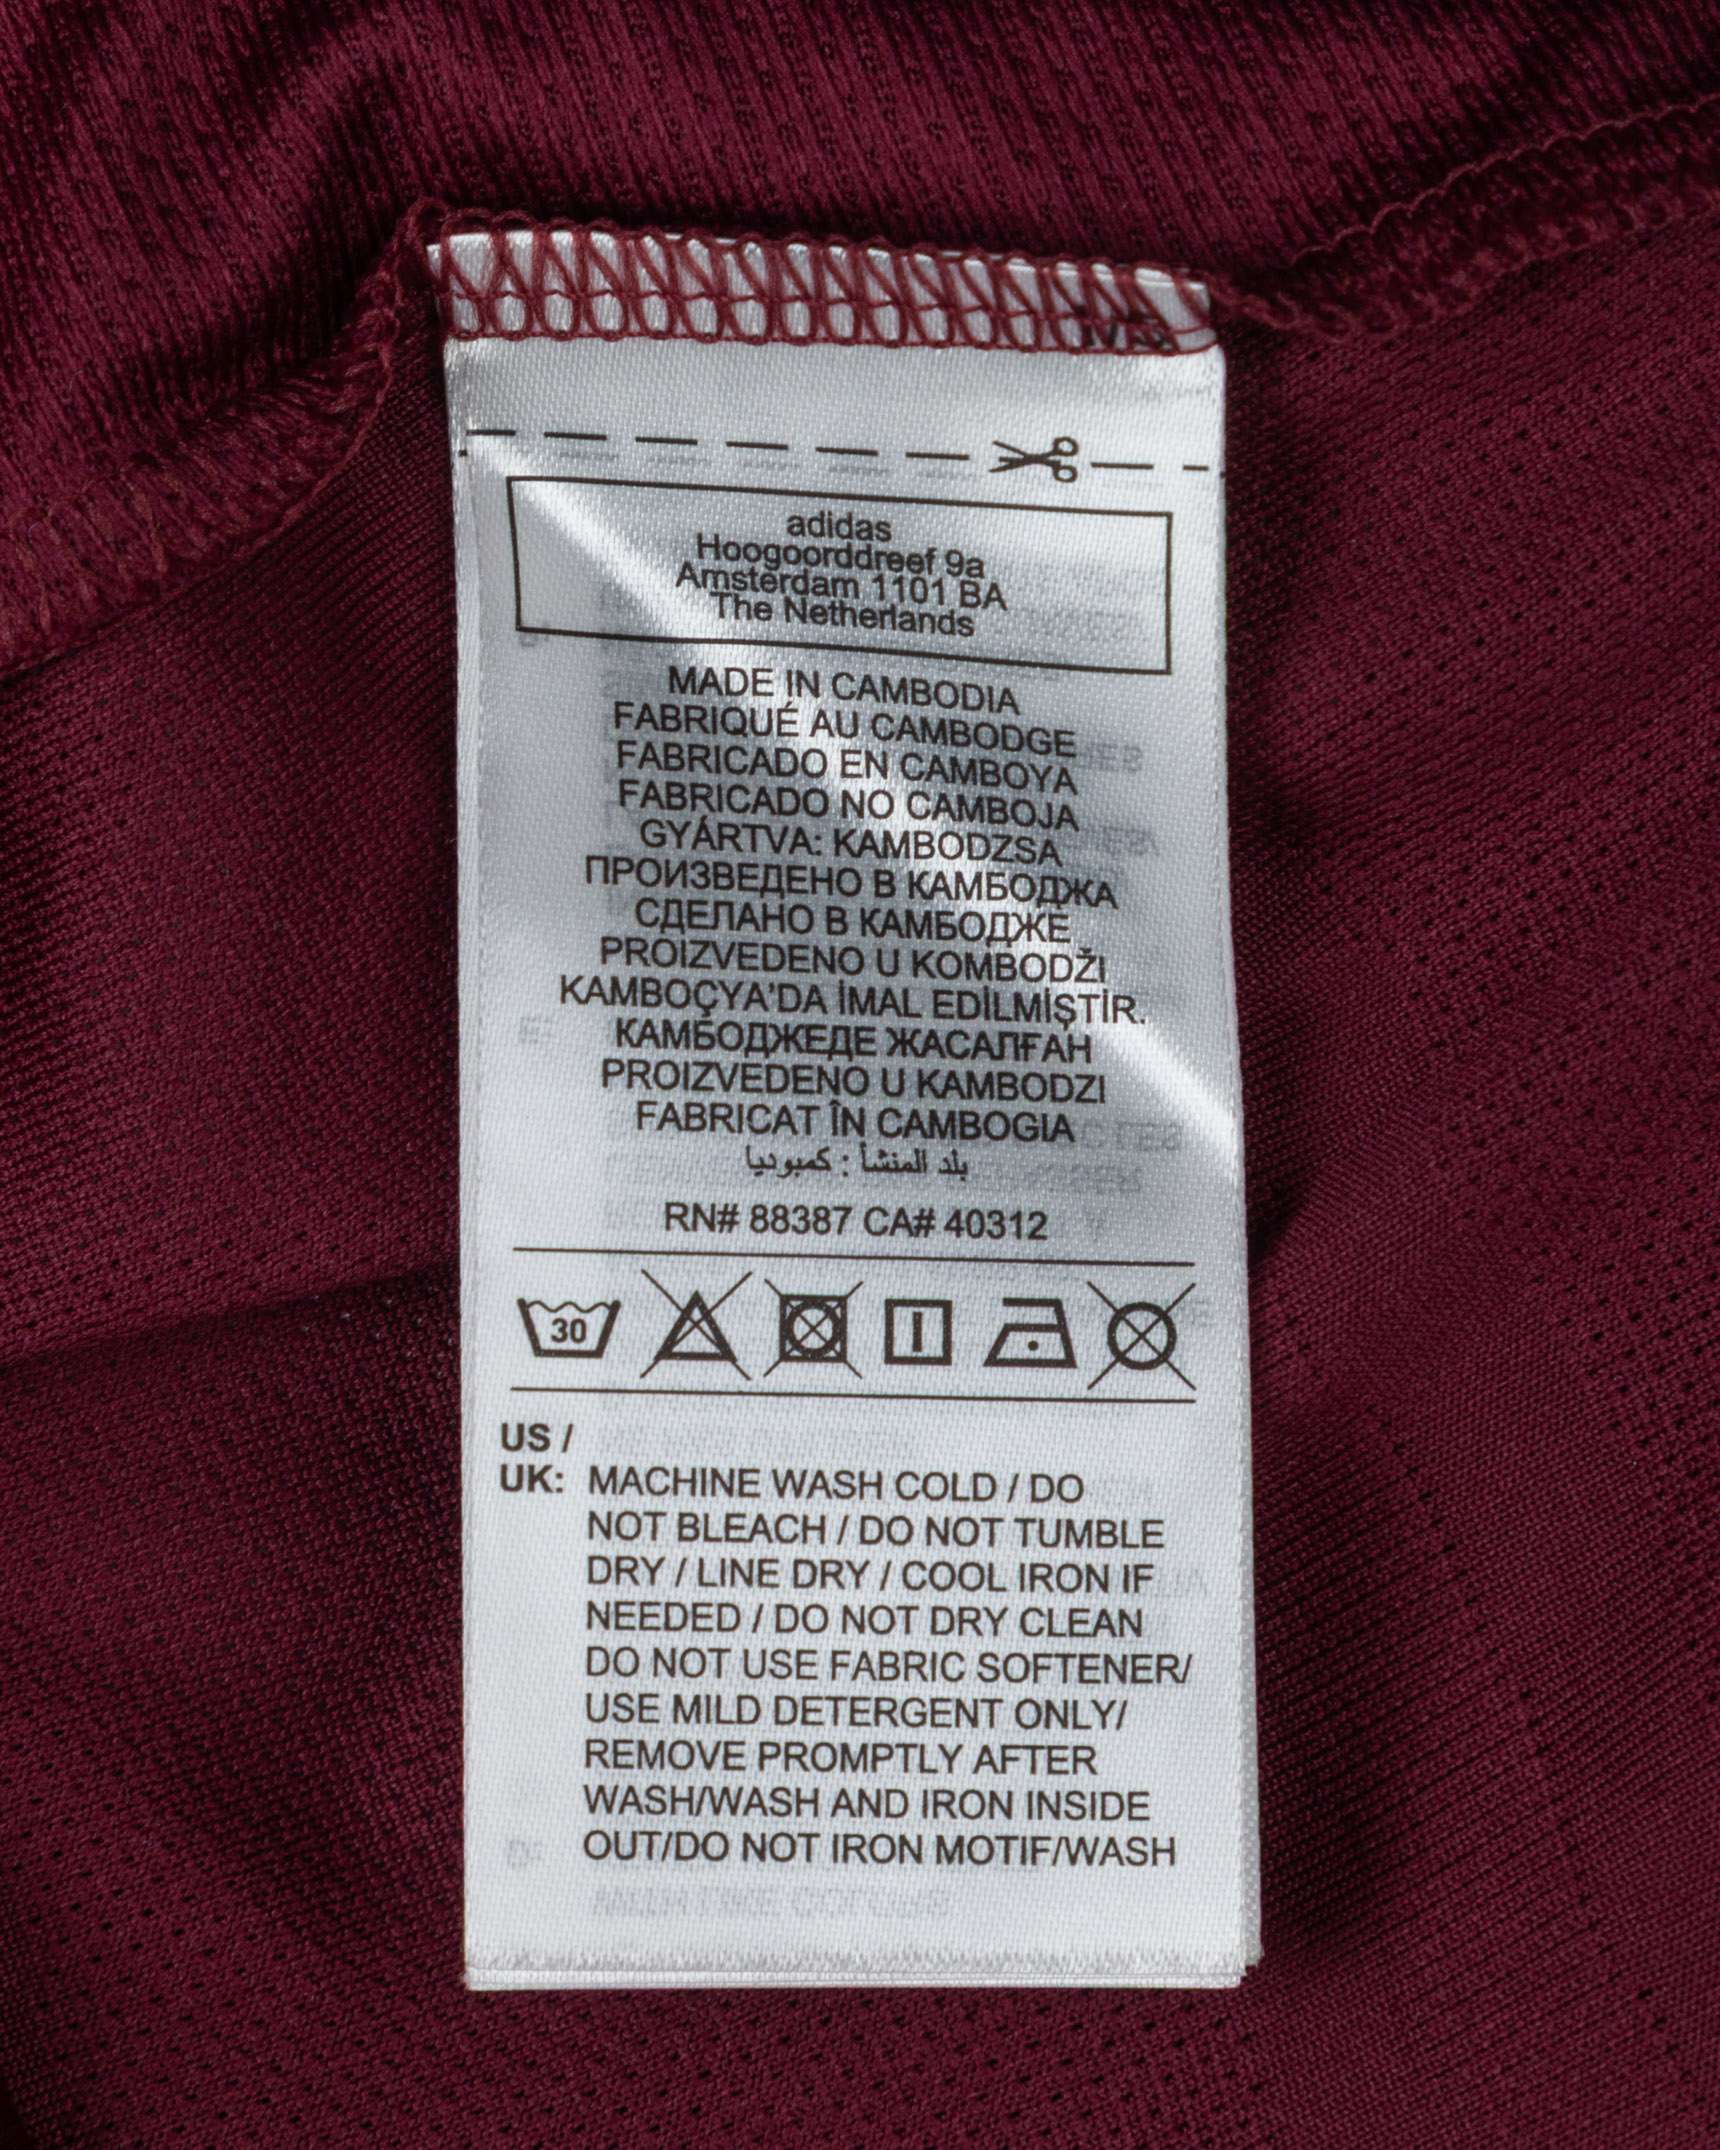 adidas
Hoogoorddreef 9a
Amsterdam 1101 BA
The Netherlands
MADE IN CAMBODIA
FABRIQUÉ AU CAMBODGE
FABRICADO EN CAMBOYA
FABRICADO NO CAMBOJA
GYÁRTVA: KAMBODZSA
ПРОИЗВЕДЕНО В КАМБОДЖА
СДЕЛАНО В КАМБОДЖЕ
PROIZVEDENO U KOMBODŽI
KAMBOÇYA'DA İMAL EDİLMİŞTİR.
КАМБОДЖЕДЕ ЖАСАЛҒАН
PROIZVEDENO U KAMBODZI
FABRICAT ÎN CAMBOGIA
بلد المنشأ : كمبوديا
RN# 88387 CA# 40312
30
US /
UK: MACHINE WASH COLD / DO
NOT BLEACH / DO NOT TUMBLE
DRY / LINE DRY / COOL IRON IF
NEEDED / DO NOT DRY CLEAN
DO NOT USE FABRIC SOFTENER/
USE MILD DETERGENT ONLY/
REMOVE PROMPTLY AFTER
WASH/WASH AND IRON INSIDE
OUT/DO NOT IRON MOTIF/WASH